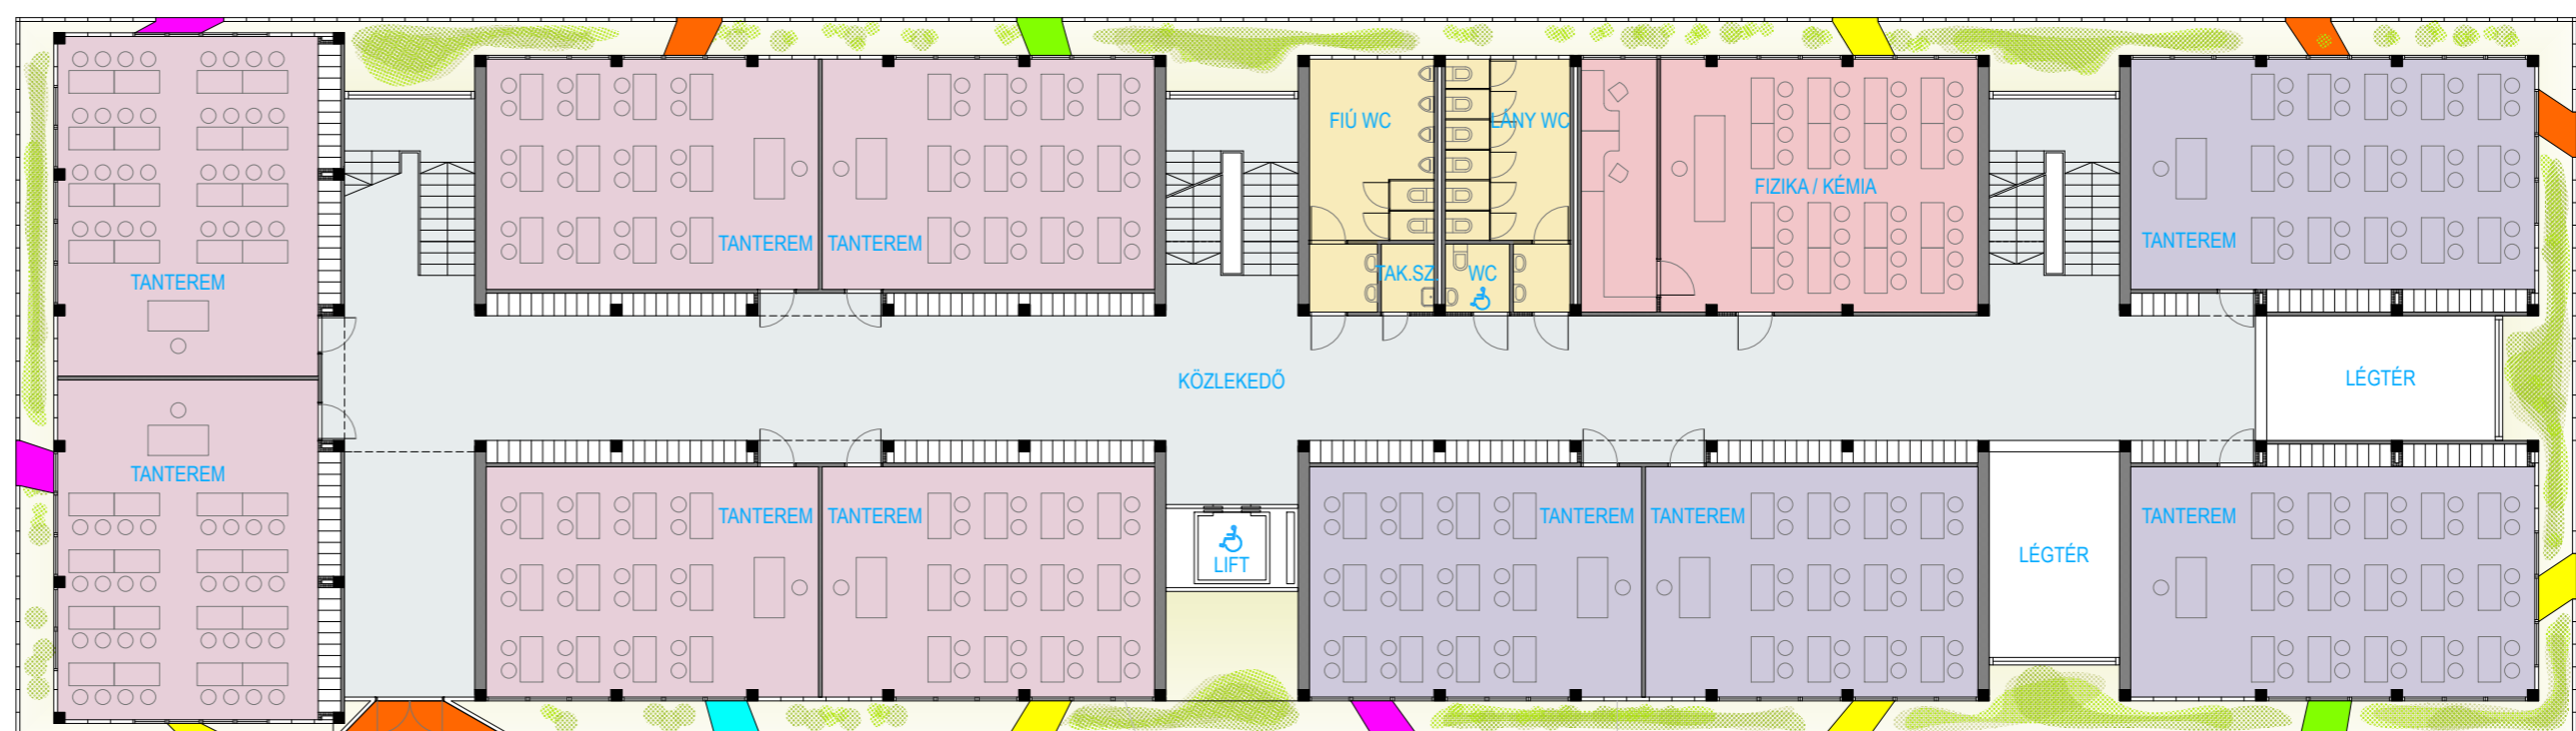 FIÚ WC
LÁNY WC
FIZIKA / KÉMIA
TANTEREM
TANTEREM
TANTEREM
TANTEREM
TAK.SZ.
WC
KÖZLEKEDŐ
LÉGTÉR
TANTEREM
TANTEREM
TANTEREM
TANTEREM
TANTEREM
TANTEREM
LIFT
LÉGTÉR